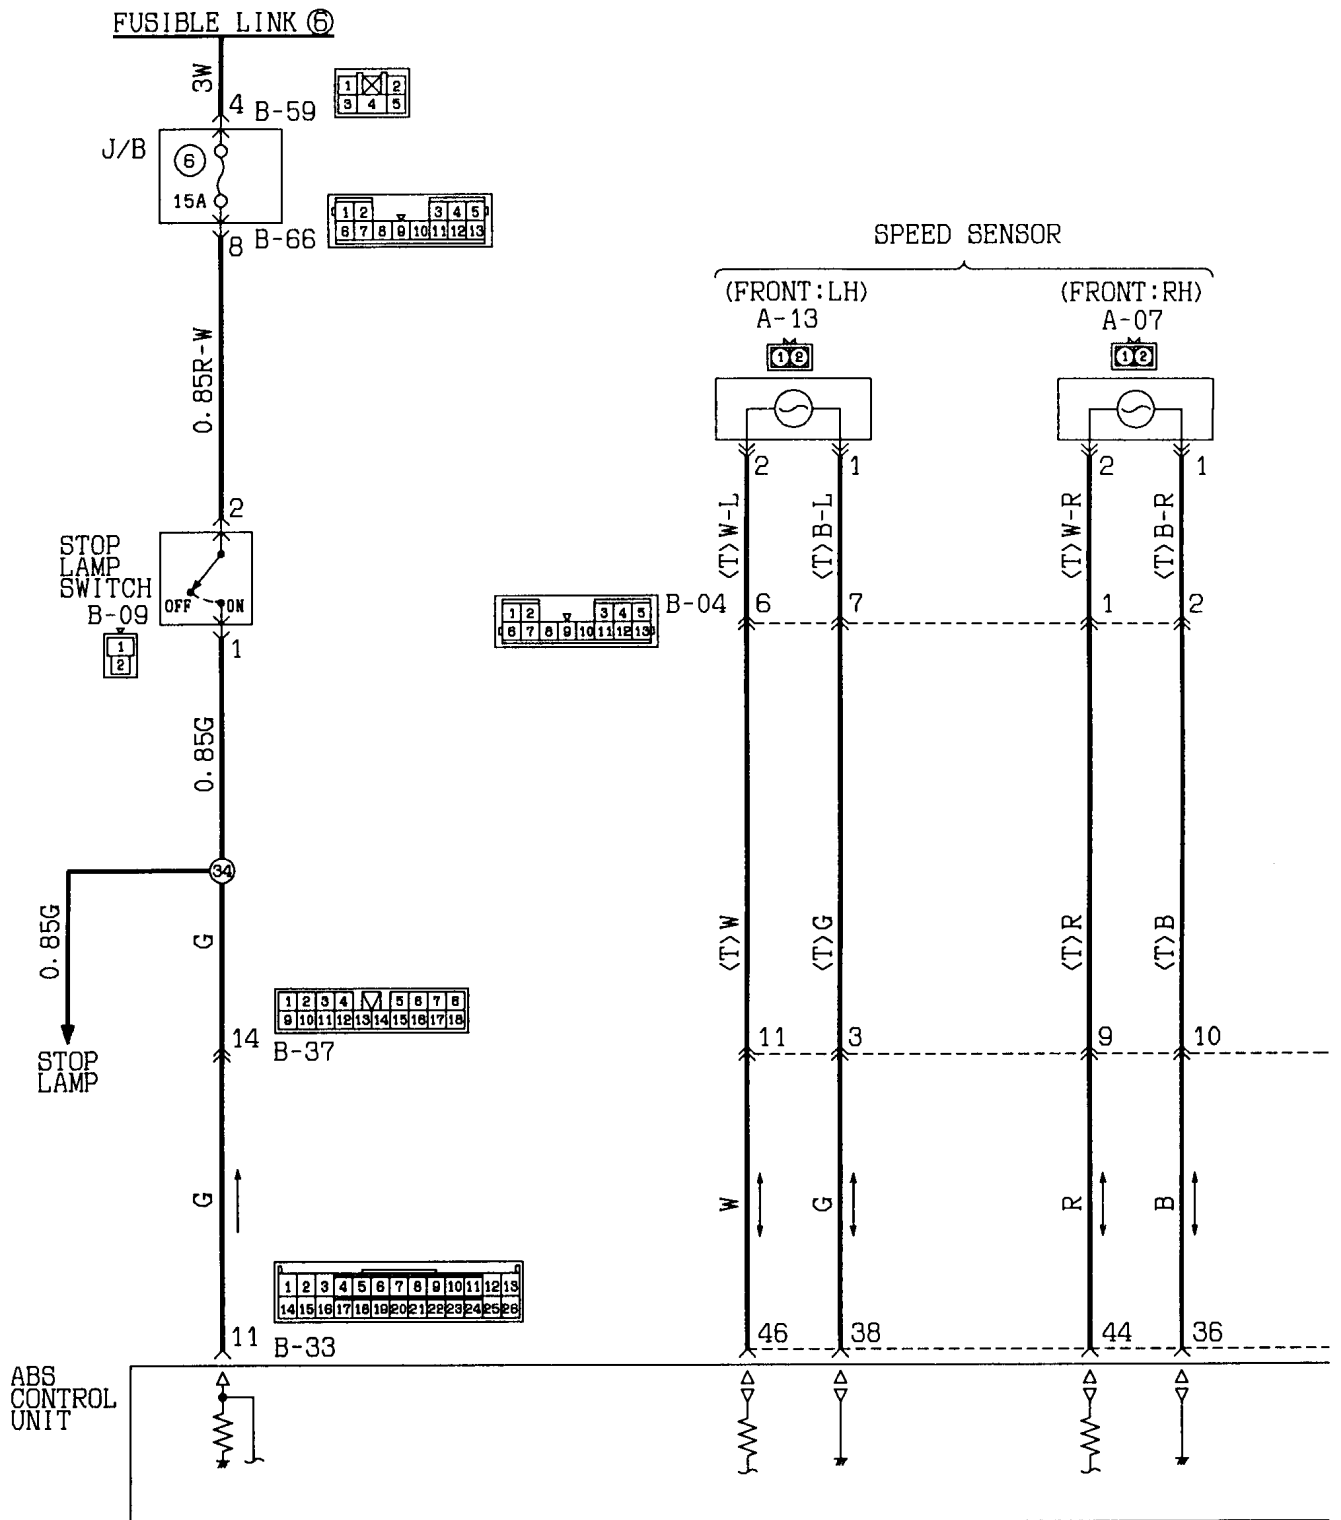 FUSIBLE LINK ⑥
3W
4 B-59
1 2
3 4 5
J/B
6
15A
8 B-66
1 2 3 4 5
6 7 8 9 10 11 12 13
0.85R-W
2
STOP
LAMP
SWITCH
B-09
OFF ON
1
2
1
0.85G
34
0.85G
G
STOP
LAMP
1 2 3 4 5 6 7 8
9 10 11 12 13 14 15 16 17 18
14 B-37
G
1 2 3 4 5 6 7 8 9 10 11 12 13
14 15 16 17 18 19 20 21 22 23 24 25 26
11 B-33
ABS
CONTROL
UNIT
SPEED SENSOR
(FRONT:LH) (FRONT:RH)
A-13 A-07
1 2 1 2
2 1 2 1
<T>W-L <T>B-L <T>W-R <T>B-R
B-04 6 7 1 2
1 2 3 4 5
6 7 8 9 10 11 12 13
<T>W <T>G <T>R <T>B
11 3 9 10
W G R B
46 38 44 36